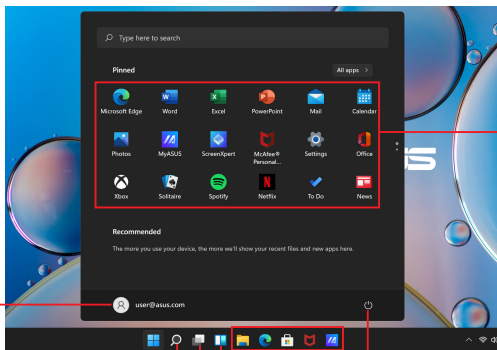 Type here to search
Pinned
All apps >
Microsoft Edge
Word
Excel
PowerPoint
Mail
Calendar
Photos
MyASUS
ScreenXpert
McAfee®
Personal...
Settings
Office
Xbox
Solitaire
Spotify
Netflix
To Do
News
Recommended
The more you use your device, the more we'll show your recent files and new apps here.
user@asus.com